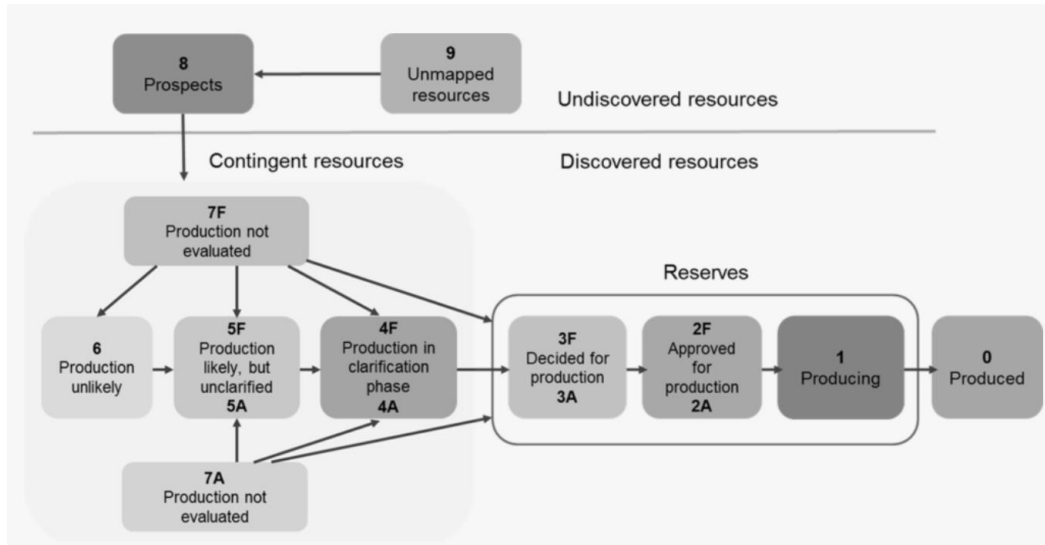 8
Prospects
9
Unmapped
resources
Undiscovered resources
Contingent resources
Discovered resources
7F
Production not
evaluated
Reserves
6
Production
unlikely
5F
Production
likely, but
unclarified
5A
4F
Production in
clarification
phase
4A
3F
Decided for
production
3A
2F
Approved
for
production
2A
1
Producing
0
Produced
7A
Production not
evaluated